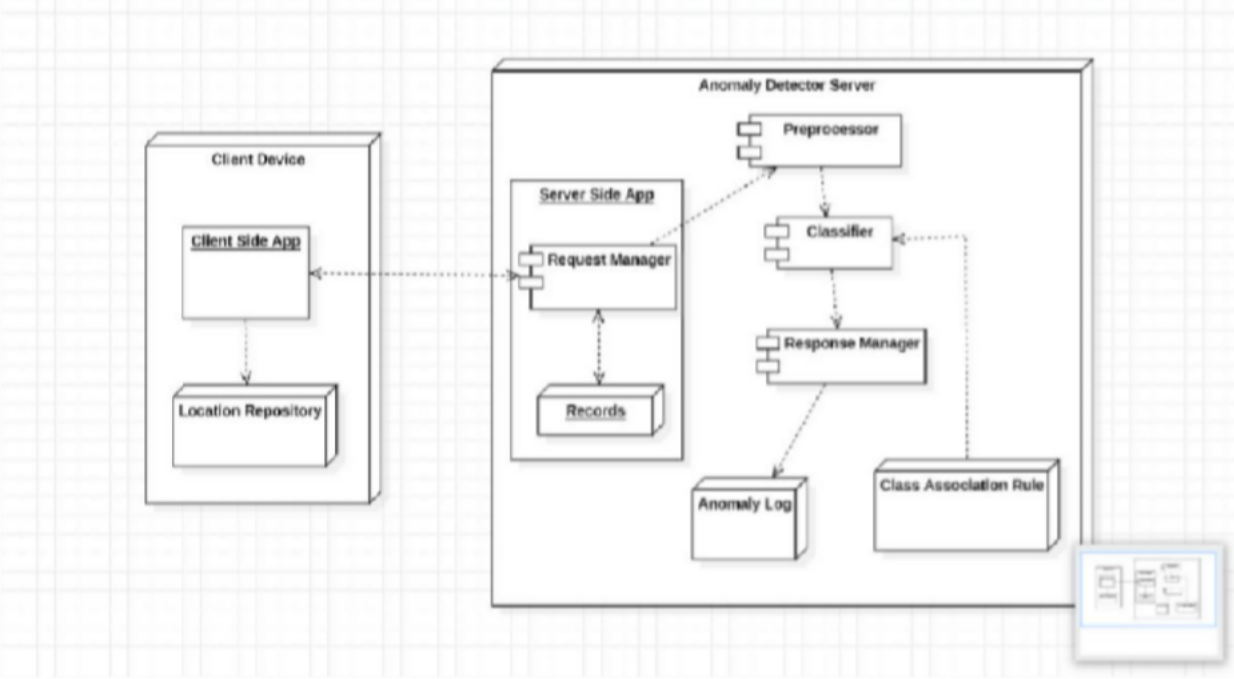 Client Device
Client Side App
Location Repository
Anomaly Detector Server
Server Side App
Request Manager
Records
Preprocessor
Classifier
Response Manager
Anomaly Log
Class Association Rule